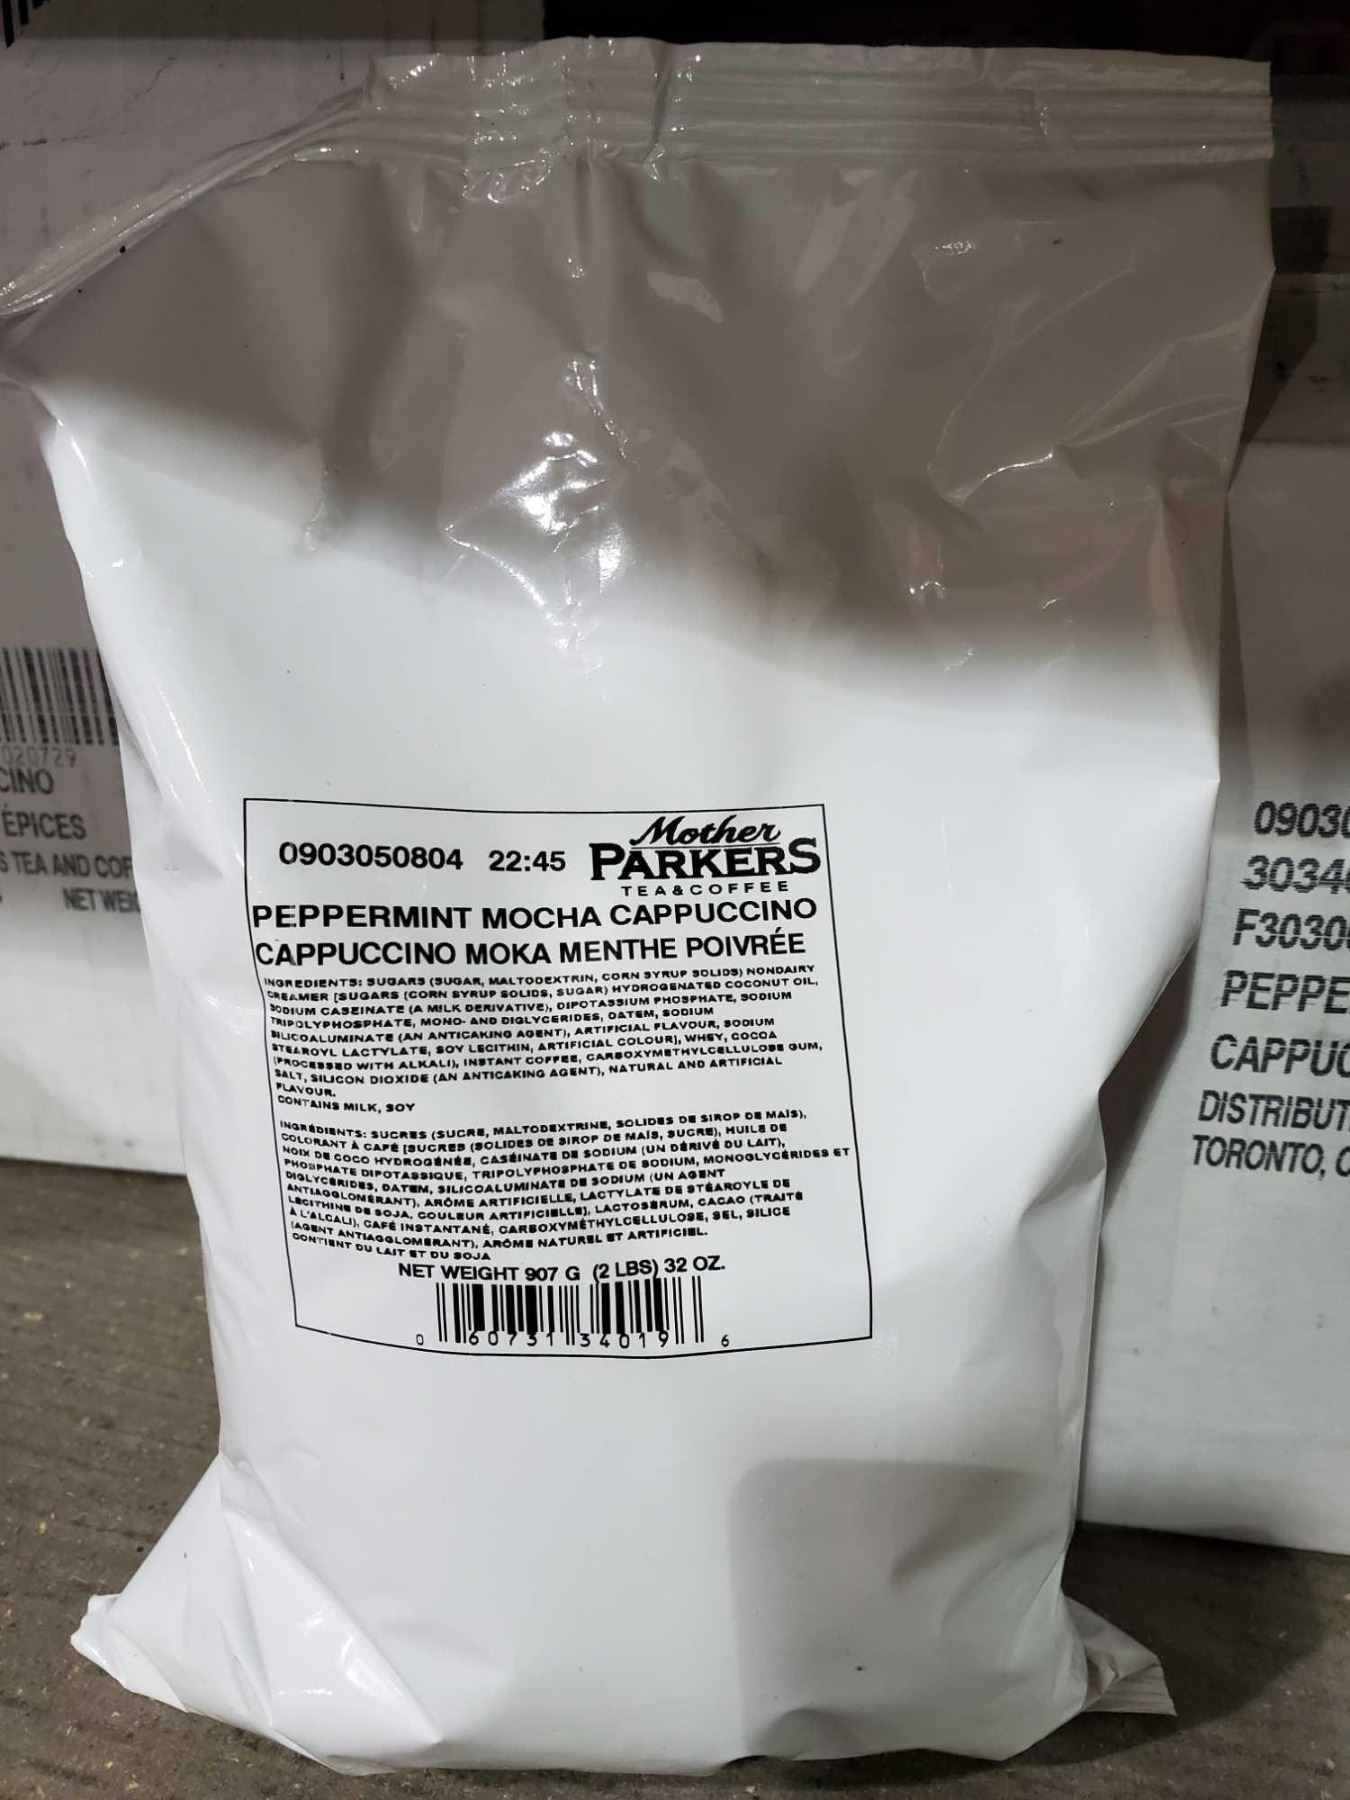 0903050804 22:45
Mother
PARKERS
TEA & COFFEE
PEPPERMINT MOCHA CAPPUCCINO
CAPPUCCINO MOKA MENTHE POIVRÉE
INGREDIENTS: SUGARS (SUGAR, MALTODEXTRIN, CORN SYRUP SOLIDS) NONDAIRY
CREAMER [SUGARS (CORN SYRUP SOLIDS, SUGAR) HYDROGENATED COCONUT OIL,
SODIUM CASEINATE (A MILK DERIVATIVE), DIPOTASSIUM PHOSPHATE, SODIUM
TRIPOLYPHOSPHATE, MONO- AND DIGLYCERIDES, DATEM, SODIUM
SILICOALUMINATE (AN ANTICAKING AGENT), ARTIFICIAL FLAVOUR, SODIUM
STEAROYL LACTYLATE, SOY LECITHIN, ARTIFICIAL COLOUR], WHEY, COCOA
(PROCESSED WITH ALKALI), INSTANT COFFEE, CARBOXYMETHYLCELLULOSE GUM,
SALT, SILICON DIOXIDE (AN ANTICAKING AGENT), NATURAL AND ARTIFICIAL
FLAVOUR.
CONTAINS MILK, SOY
INGRÉDIENTS: SUCRES (SUCRE, MALTODEXTRINE, SOLIDES DE SIROP DE MAÏS),
COLORANT À CAFÉ [SUCRES (SOLIDES DE SIROP DE MAÏS, SUCRE), HUILE DE
NOIX DE COCO HYDROGÉNÉE, CASÉINATE DE SODIUM (UN DÉRIVÉ DU LAIT),
PHOSPHATE DIPOTASSIQUE, TRIPOLYPHOSPHATE DE SODIUM, MONOGLYCÉRIDES ET
DIGLYCÉRIDES, DATEM, SILICOALUMINATE DE SODIUM (UN AGENT
ANTIAGGLOMÉRANT), ARÔME ARTIFICIELLE, LACTYLATE DE STÉAROYLE DE
LÉCITHINE DE SOJA, COULEUR ARTIFICIELLE], LACTOSÉRUM, CACAO (TRAITÉ
À L'ALCALI), CAFÉ INSTANTANÉ, CARBOXYMÉTHYLCELLULOSE, SEL, SILICE
(AGENT ANTIAGGLOMÉRANT), ARÔME NATUREL ET ARTIFICIEL.
CONTIENT DU LAIT ET DU SOJA
NET WEIGHT 907 G (2 LBS) 32 OZ.
0 60731 34019 6
020729
CINO
ÉPICES
S TEA AND COF
NET WEI
0903
3034
F3030
PEPPE
CAPPUC
DISTRIBUT
TORONTO,